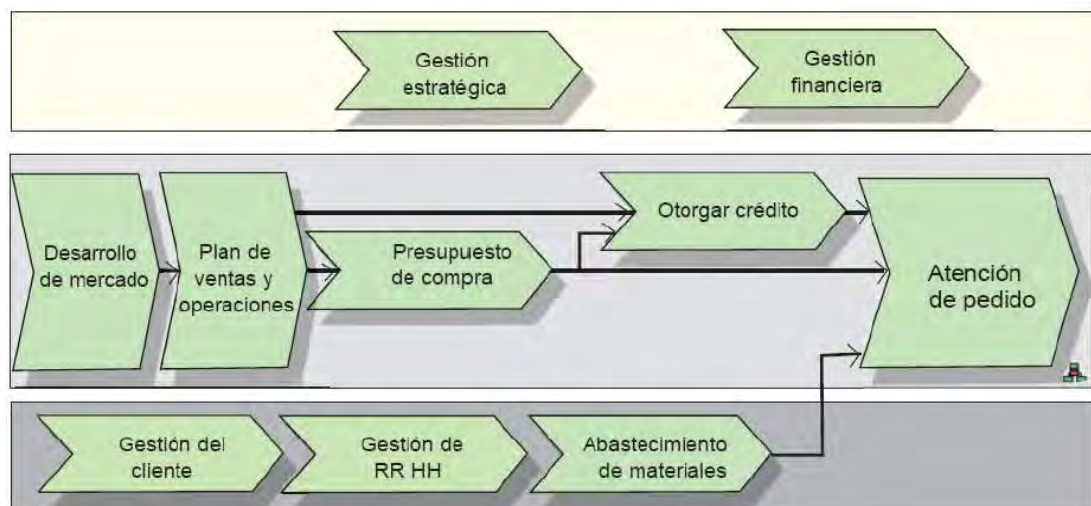 Gestión
estratégica
Gestión
financiera
Desarrollo
de mercado
Plan de
ventas y
operaciones
Presupuesto
de compra
Otorgar crédito
Atención
de pedido
Gestión del
cliente
Gestión de
RR HH
Abastecimiento
de materiales